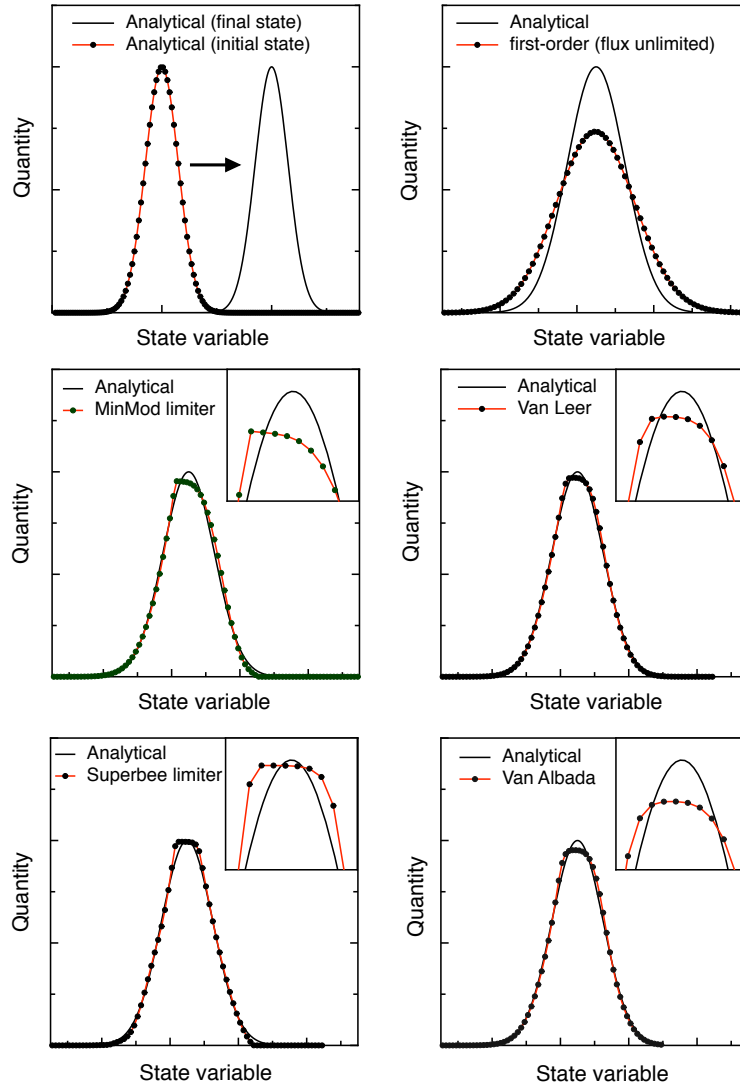 Analytical (final state)
Analytical (initial state)
Quantity
State variable
Analytical
first-order (flux unlimited)
Quantity
State variable
Analytical
MinMod limiter
Quantity
State variable
Analytical
Van Leer
Quantity
State variable
Analytical
Superbee limiter
Quantity
State variable
Analytical
Van Albada
Quantity
State variable